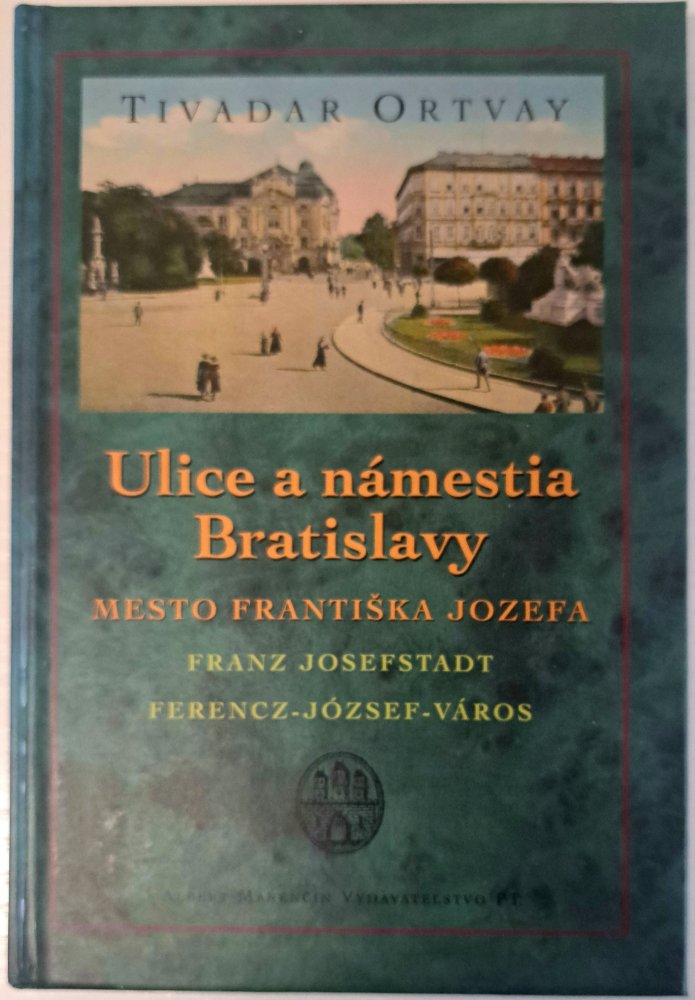 TIVADAR ORTVAY
Ulice a námestia
Bratislavy
MESTO FRANTIŠKA JOZEFA
FRANZ JOSEFSTADT
FERENCZ-JÓZSEF-VÁROS
ALBERT MARENČIN VYDAVATEĽSTVO PT